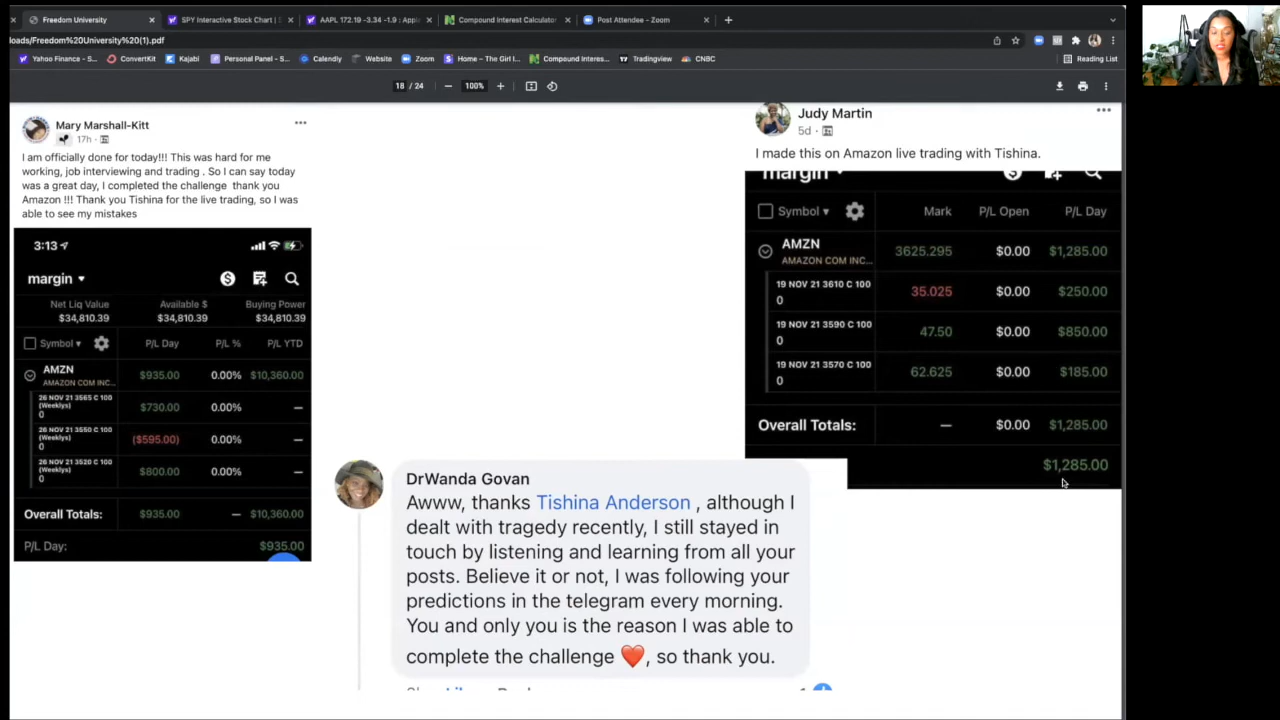 Freedom University
SPY Interactive Stock Chart | S
AAPL 172.19 -3.34 -1.9 : Appl
Compound Interest Calculator
Post Attendee - Zoom
loads/Freedom%20University%20(1).pdf
Yahoo Finance - S...
ConvertKit
Kajabi
Personal Panel - S...
Calendly
Website
Zoom
Home – The Girl I...
Compound Interes...
Tradingview
CNBC
Reading List
18 / 24
100%
Mary Marshall-Kitt
17h
I am officially done for today!!! This was hard for me
working, job interviewing and trading . So I can say today
was a great day, I completed the challenge thank you
Amazon !!! Thank you Tishina for the live trading, so I was
able to see my mistakes
3:13
margin
Net Liq Value Available $ Buying Power
$34,810.39 $34,810.39 $34,810.39
Symbol P/L Day P/L % P/L YTD
AMZN
AMAZON COM INC... $935.00 0.00% $10,360.00
26 NOV 21 3565 C 100
(Weeklys) $730.00 0.00% —
0
26 NOV 21 3550 C 100
(Weeklys) ($595.00) 0.00% —
0
26 NOV 21 3520 C 100
(Weeklys) $800.00 0.00% —
0
Overall Totals: $935.00 — $10,360.00
P/L Day: $935.00
Judy Martin
5d
I made this on Amazon live trading with Tishina.
margin
Symbol Mark P/L Open P/L Day
AMZN
AMAZON COM INC... 3625.295 $0.00 $1,285.00
19 NOV 21 3610 C 100
0 35.025 $0.00 $250.00
19 NOV 21 3590 C 100
0 47.50 $0.00 $850.00
19 NOV 21 3570 C 100
0 62.625 $0.00 $185.00
Overall Totals: — $0.00 $1,285.00
$1,285.00
DrWanda Govan
Awww, thanks Tishina Anderson , although I
dealt with tragedy recently, I still stayed in
touch by listening and learning from all your
posts. Believe it or not, I was following your
predictions in the telegram every morning.
You and only you is the reason I was able to
complete the challenge ❤️, so thank you.